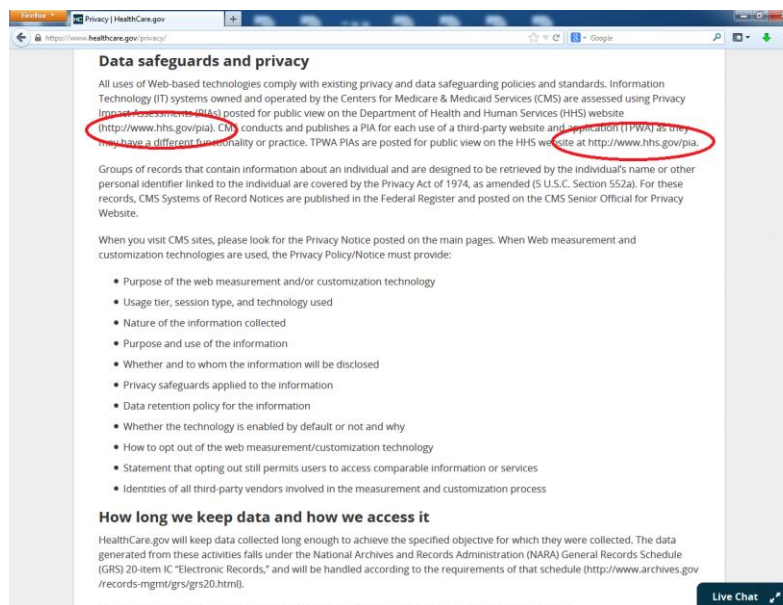 Firefox
Privacy | HealthCare.gov
+
https://www.healthcare.gov/privacy/
Google
Data safeguards and privacy
All uses of Web-based technologies comply with existing privacy and data safeguarding policies and standards. Information
Technology (IT) systems owned and operated by the Centers for Medicare & Medicaid Services (CMS) are assessed using Privacy
Impact Assessments (PIAs) posted for public view on the Department of Health and Human Services (HHS) website
(http://www.hhs.gov/pia). CMS conducts and publishes a PIA for each use of a third-party website and application (TPWA) as they
may have a different functionality or practice. TPWA PIAs are posted for public view on the HHS website at http://www.hhs.gov/pia.
Groups of records that contain information about an individual and are designed to be retrieved by the individual's name or other
personal identifier linked to the individual are covered by the Privacy Act of 1974, as amended (5 U.S.C. Section 552a). For these
records, CMS Systems of Record Notices are published in the Federal Register and posted on the CMS Senior Official for Privacy
Website.
When you visit CMS sites, please look for the Privacy Notice posted on the main pages. When Web measurement and
customization technologies are used, the Privacy Policy/Notice must provide:
• Purpose of the web measurement and/or customization technology
• Usage tier, session type, and technology used
• Nature of the information collected
• Purpose and use of the information
• Whether and to whom the information will be disclosed
• Privacy safeguards applied to the information
• Data retention policy for the information
• Whether the technology is enabled by default or not and why
• How to opt out of the web measurement/customization technology
• Statement that opting out still permits users to access comparable information or services
• Identities of all third-party vendors involved in the measurement and customization process
How long we keep data and how we access it
HealthCare.gov will keep data collected long enough to achieve the specified objective for which they were collected. The data
generated from these activities falls under the National Archives and Records Administration (NARA) General Records Schedule
(GRS) 20-item IC "Electronic Records," and will be handled according to the requirements of that schedule (http://www.archives.gov
/records-mgmt/grs/grs20.html).
Live Chat